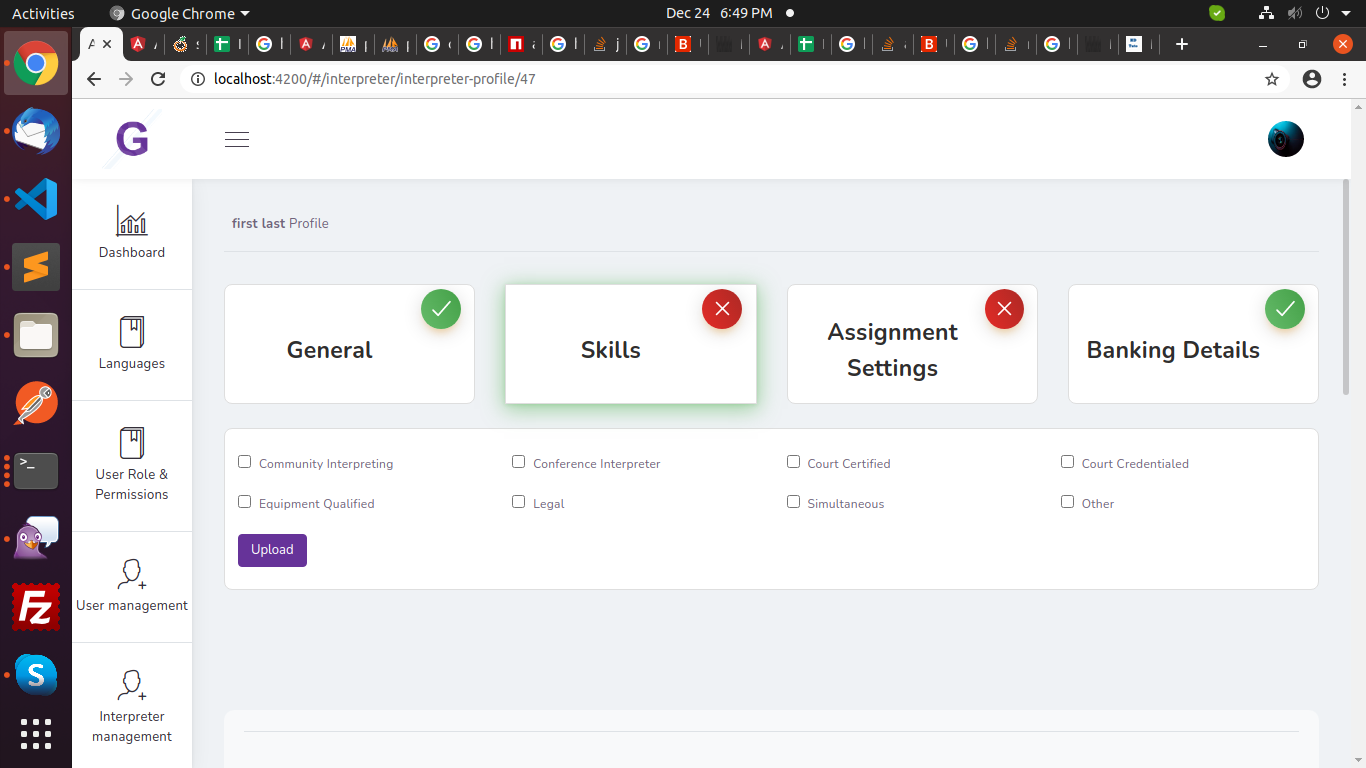 Activities
Google Chrome
Dec 24 6:49 PM
localhost:4200/#/interpreter/interpreter-profile/47
G
first last Profile
Dashboard
Languages
User Role &
Permissions
User management
Interpreter
management
General
Skills
Assignment
Settings
Banking Details
Community Interpreting
Conference Interpreter
Court Certified
Court Credentialed
Equipment Qualified
Legal
Simultaneous
Other
Upload